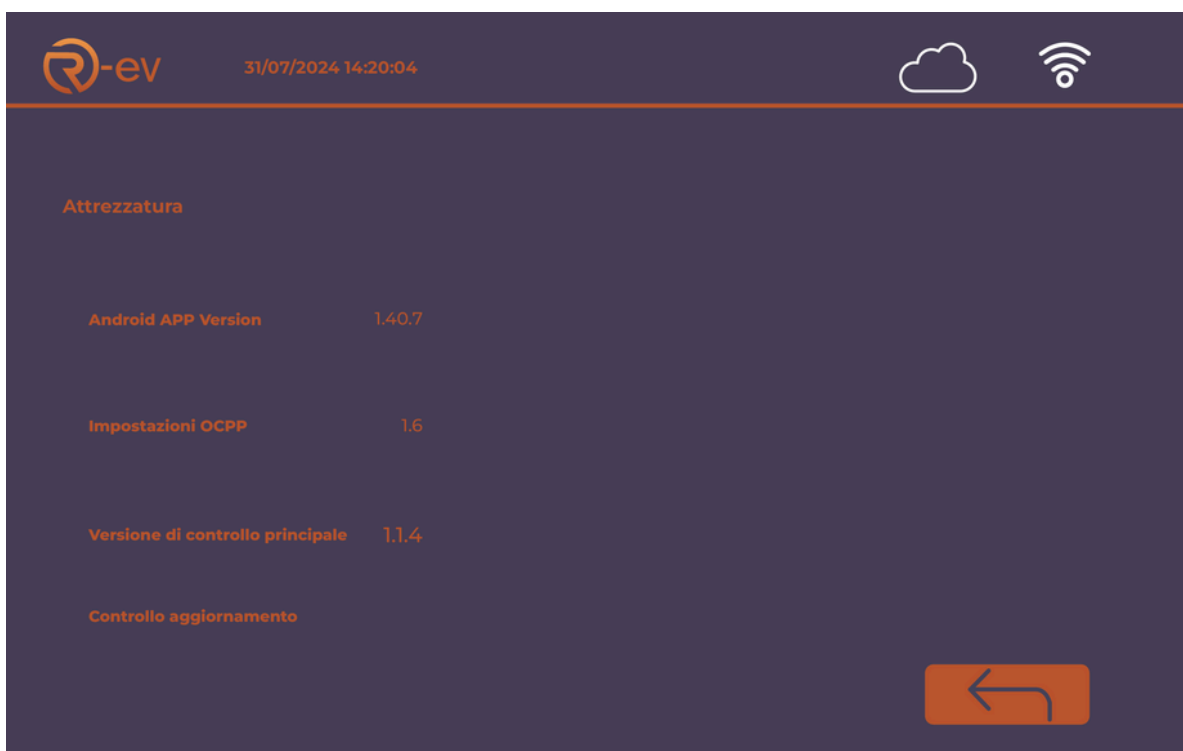 R-ev
31/07/2024 14:20:04
Attrezzatura
Android APP Version 1.40.7
Impostazioni OCPP 1.6
Versione di controllo principale 1.1.4
Controllo aggiornamento